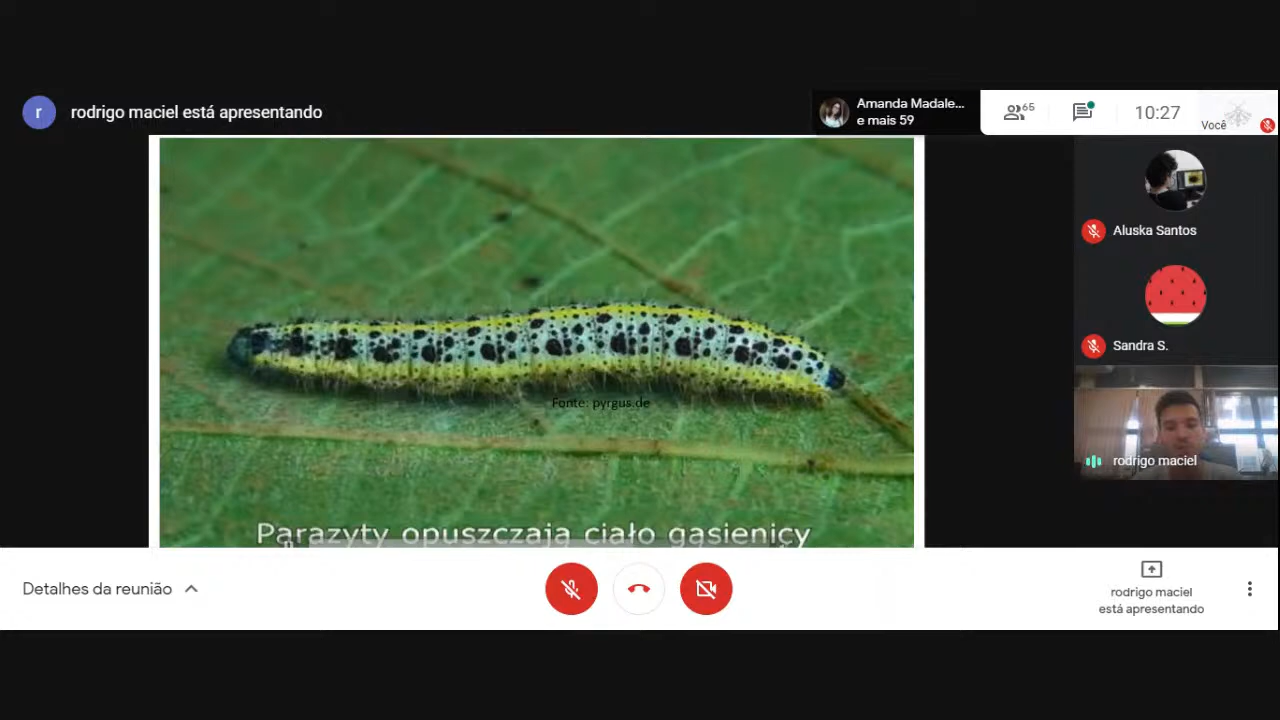 r rodrigo maciel está apresentando
Amanda Madale...
e mais 59
65
10:27
Você
Aluska Santos
Sandra S.
rodrigo maciel
Fonte: pyrgus.de
Parazyty opuszczają ciało gąsienicy
Detalhes da reunião
rodrigo maciel
está apresentando